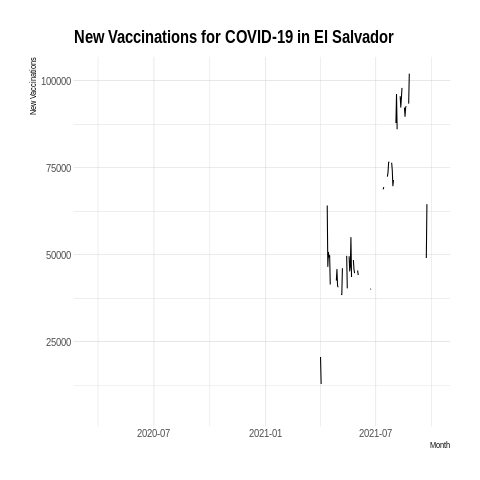 New Vaccinations for COVID-19 in El Salvador
New Vaccinations
100000
75000
50000
25000
2020-07
2021-01
2021-07
Month